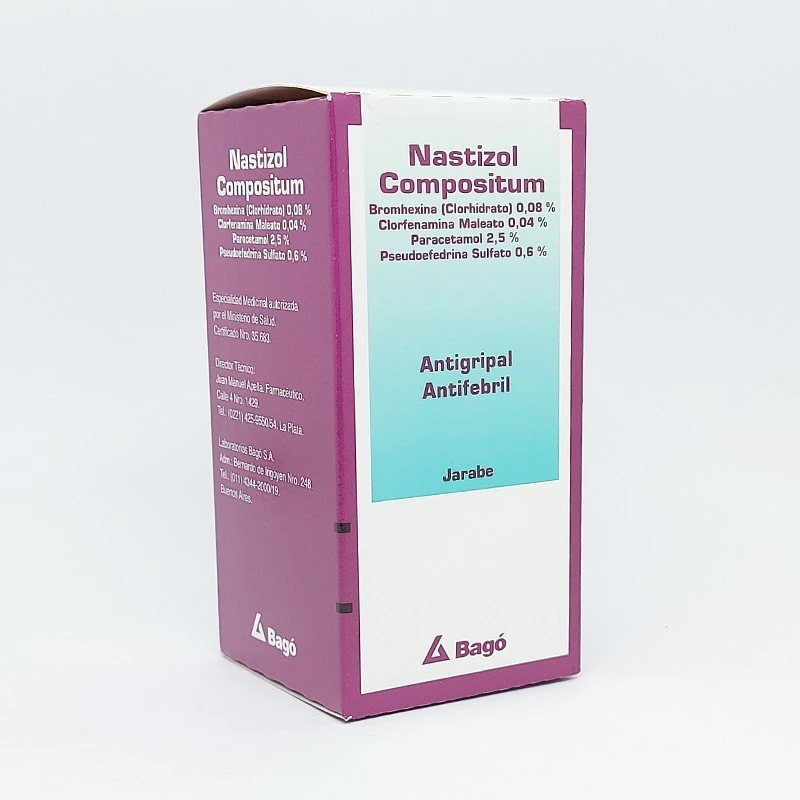 Nastizol
Compositum
Bromhexina (Clorhidrato) 0,08 %
Clorfenamina Maleato 0,04 %
Paracetamol 2,5 %
Pseudoefedrina Sulfato 0,6 %
Especialidad Medicinal autorizada
por el Ministerio de Salud.
Certificado Nro. 35.683.
Director Técnico:
Juan Manuel Apella. Farmacéutico.
Calle 4 Nro. 1429.
Tel.: (0221) 425-9550.54. La Plata.
Laboratorios Bagó S.A.
Adm.: Bernardo de Irigoyen Nro. 248
Tel.: (011) 4344-2000/19.
Buenos Aires.
Bagó
Nastizol
Compositum
Bromhexina (Clorhidrato) 0,08 %
Clorfenamina Maleato 0,04 %
Paracetamol 2,5 %
Pseudoefedrina Sulfato 0,6 %
Antigripal
Antifebril
Jarabe
Bagó